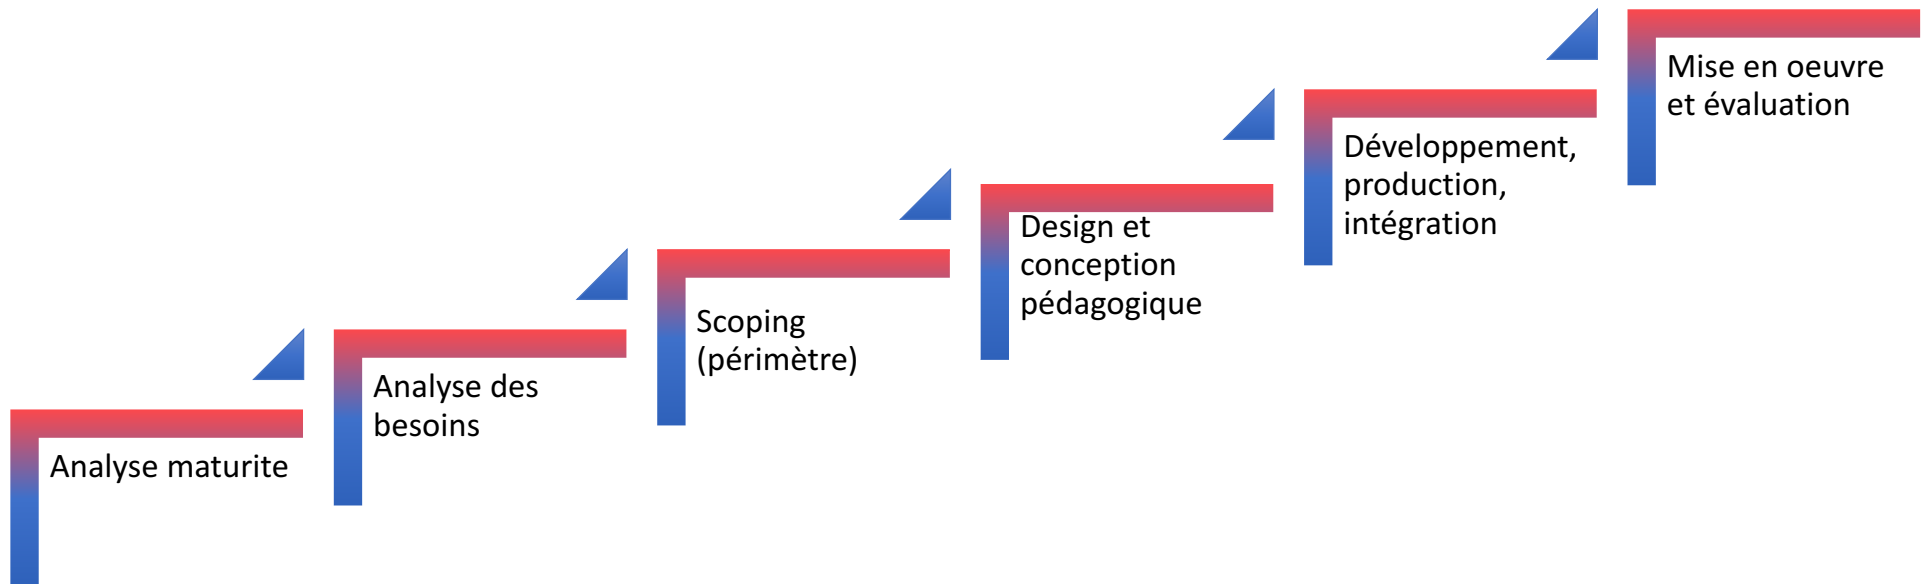 Analyse maturite
Analyse des
besoins
Scoping
(périmètre)
Design et
conception
pédagogique
Développement,
production,
intégration
Mise en oeuvre
et évaluation